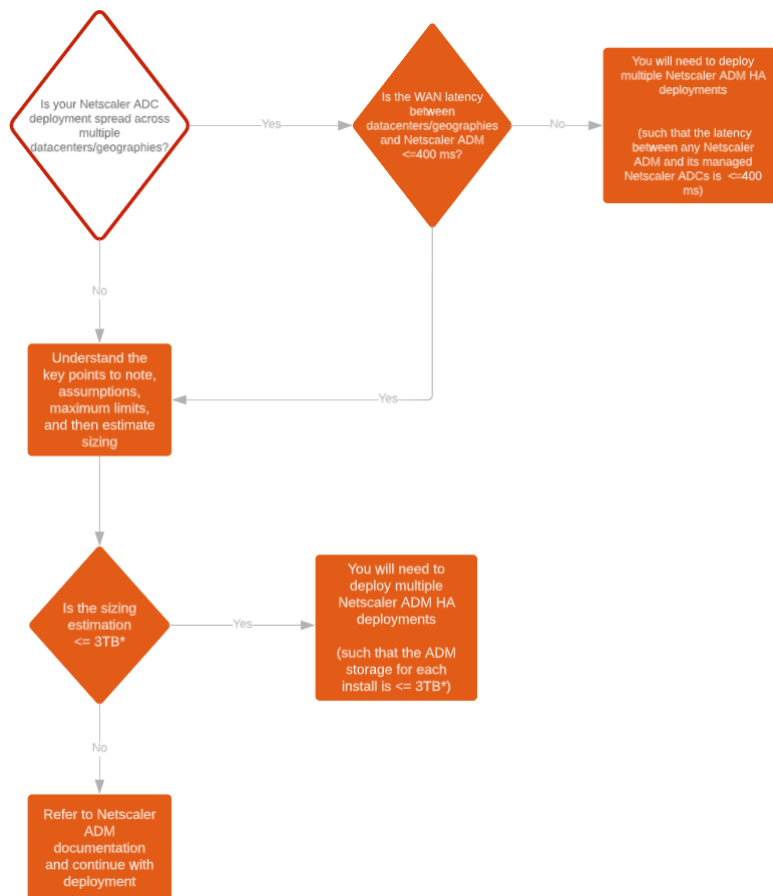 Is your Netscaler ADC
deployment spread across
multiple
datacenters/geographies?
Yes
Is the WAN latency
between
datacenters/geographies
and Netscaler ADM
<=400 ms?
No
You will need to deploy
multiple Netscaler ADM HA
deployments
(such that the latency
between any Netscaler
ADM and its managed
Netscaler ADCs is <=400
ms)
No
Understand the
key points to note,
assumptions,
maximum limits,
and then estimate
sizing
Yes
Is the sizing
estimation
<= 3TB*
Yes
You will need to
deploy multiple
Netscaler ADM HA
deployments
(such that the ADM
storage for each
install is <= 3TB*)
No
Refer to Netscaler
ADM
documentation
and continue with
deployment